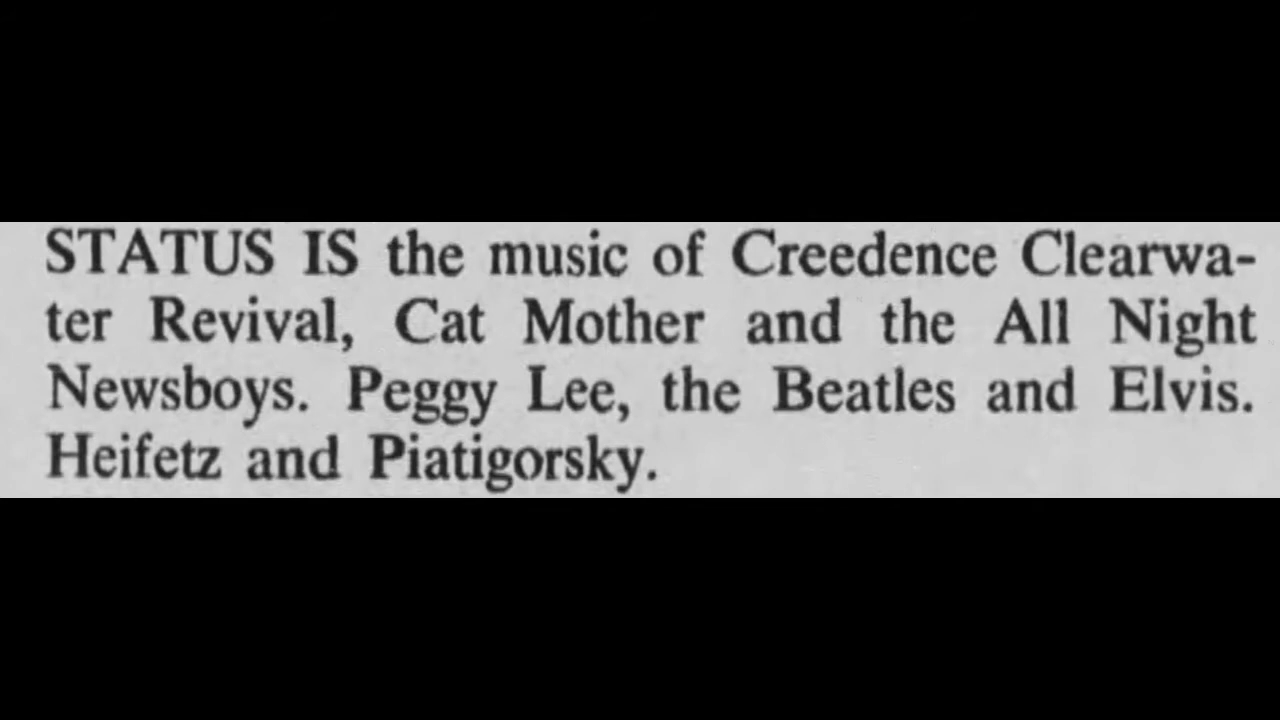 STATUS IS the music of Creedence Clearwa-
ter Revival, Cat Mother and the All Night
Newsboys. Peggy Lee, the Beatles and Elvis.
Heifetz and Piatigorsky.